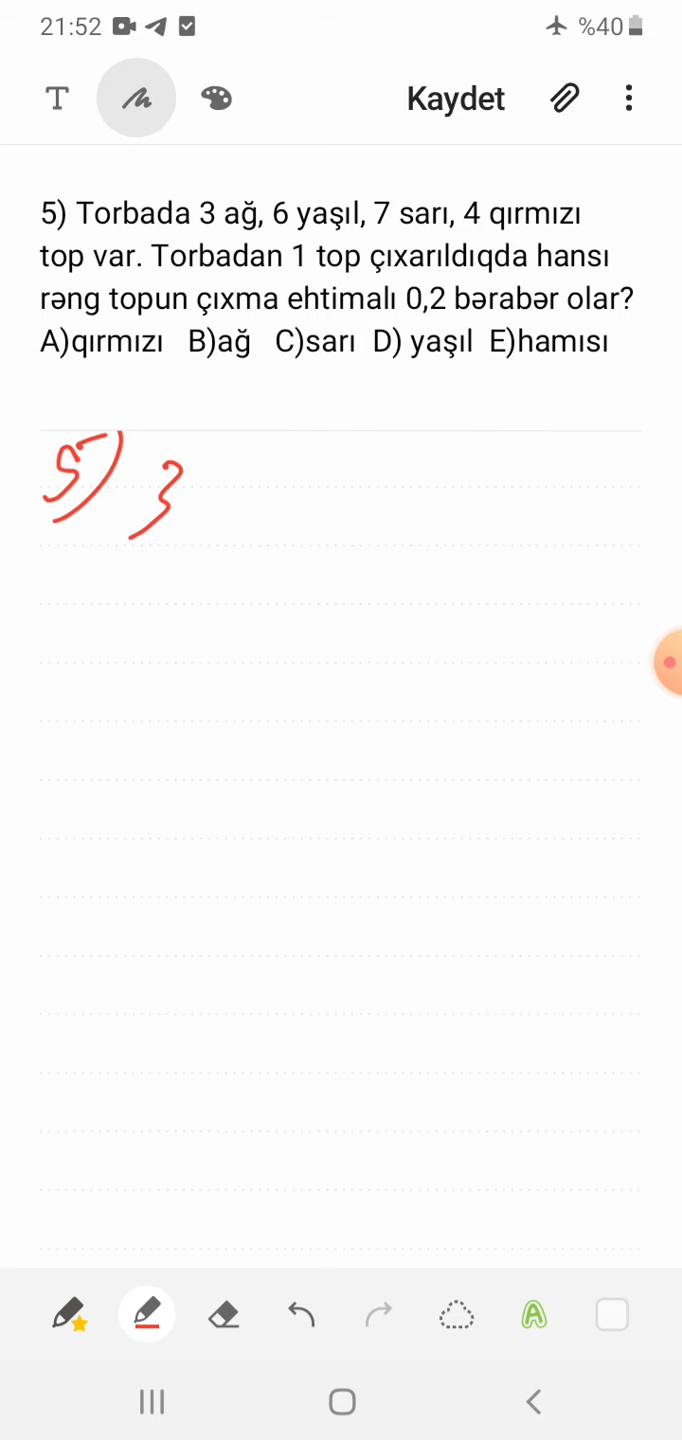 21:52
%40
T
Kaydet
5) Torbada 3 ağ, 6 yaşıl, 7 sarı, 4 qırmızı
top var. Torbadan 1 top çıxarıldıqda hansı
rəng topun çıxma ehtimalı 0,2 bərabər olar?
A)qırmızı B)ağ C)sarı D) yaşıl E)hamısı
5) 3
A